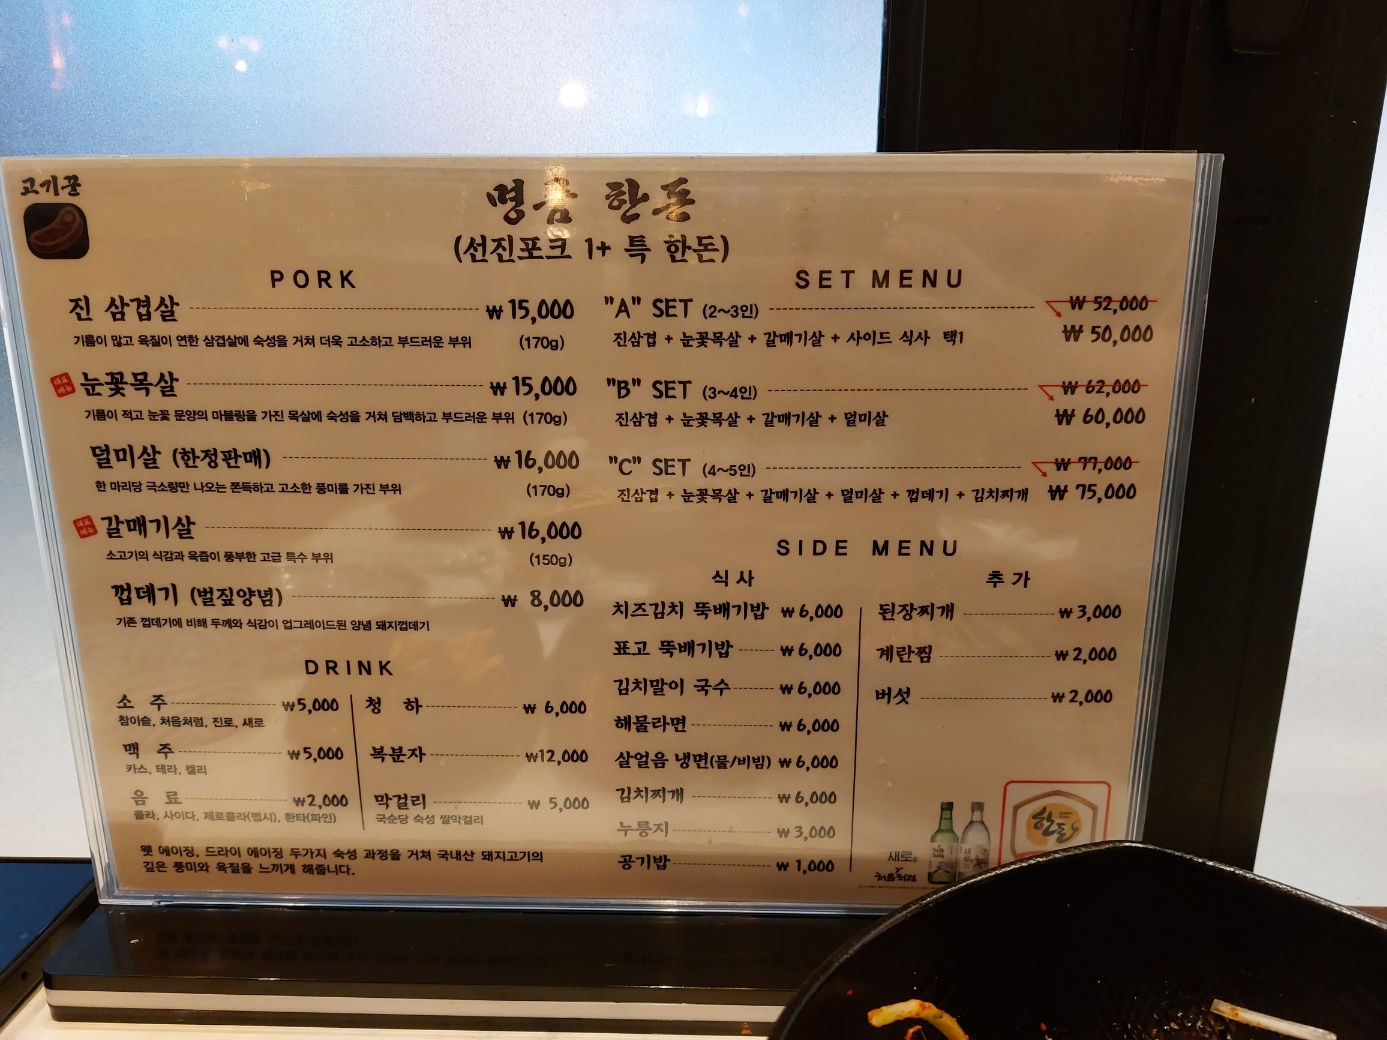 고기꾼
명품 한돈
(선진포크 1+ 특 한돈)
PORK
진 삼겹살 ₩ 15,000
기름이 많고 육질이 연한 삼겹살에 숙성을 거쳐 더욱 고소하고 부드러운 부위 (170g)
대표메뉴 눈꽃목살 ₩ 15,000
기름이 적고 눈꽃 문양의 마블링을 가진 목살에 숙성을 거쳐 담백하고 부드러운 부위 (170g)
덜미살 (한정판매) ₩ 16,000
한 마리당 극소량만 나오는 쫀득하고 고소한 풍미를 가진 부위 (170g)
대표메뉴 갈매기살 ₩ 16,000
소고기의 식감과 육즙이 풍부한 고급 특수 부위 (150g)
껍데기 (벌짚양념) ₩ 8,000
기존 껍데기에 비해 두께와 식감이 업그레이드된 양념 돼지껍데기
DRINK
소 주 ₩5,000
참이슬, 처음처럼, 진로, 새로
맥 주 ₩5,000
카스, 테라, 켈리
음 료 ₩2,000
콜라, 사이다, 제로콜라(펩시), 환타(파인)
청 하 ₩ 6,000
복분자 ₩12,000
막걸리 ₩ 5,000
국순당 숙성 쌀막걸리
웻 에이징, 드라이 에이징 두가지 숙성 과정을 거쳐 국내산 돼지고기의
깊은 풍미와 육질을 느끼게 해줍니다.
SET MENU
"A" SET (2~3인) ₩ 52,000
진삼겹 + 눈꽃목살 + 갈매기살 + 사이드 식사 택1 ₩ 50,000
"B" SET (3~4인) ₩ 62,000
진삼겹 + 눈꽃목살 + 갈매기살 + 덜미살 ₩ 60,000
"C" SET (4~5인) ₩ 77,000
진삼겹 + 눈꽃목살 + 갈매기살 + 덜미살 + 껍데기 + 김치찌개 ₩ 75,000
SIDE MENU
식사
치즈김치 뚝배기밥 ₩ 6,000
표고 뚝배기밥 ₩ 6,000
김치말이 국수 ₩ 6,000
해물라면 ₩ 6,000
살얼음 냉면(물/비빔) ₩ 6,000
김치찌개 ₩ 6,000
누룽지 ₩ 3,000
공기밥 ₩ 1,000
추가
된장찌개 ₩ 3,000
계란찜 ₩ 2,000
버섯 ₩ 2,000
새로
처음처럼
한돈